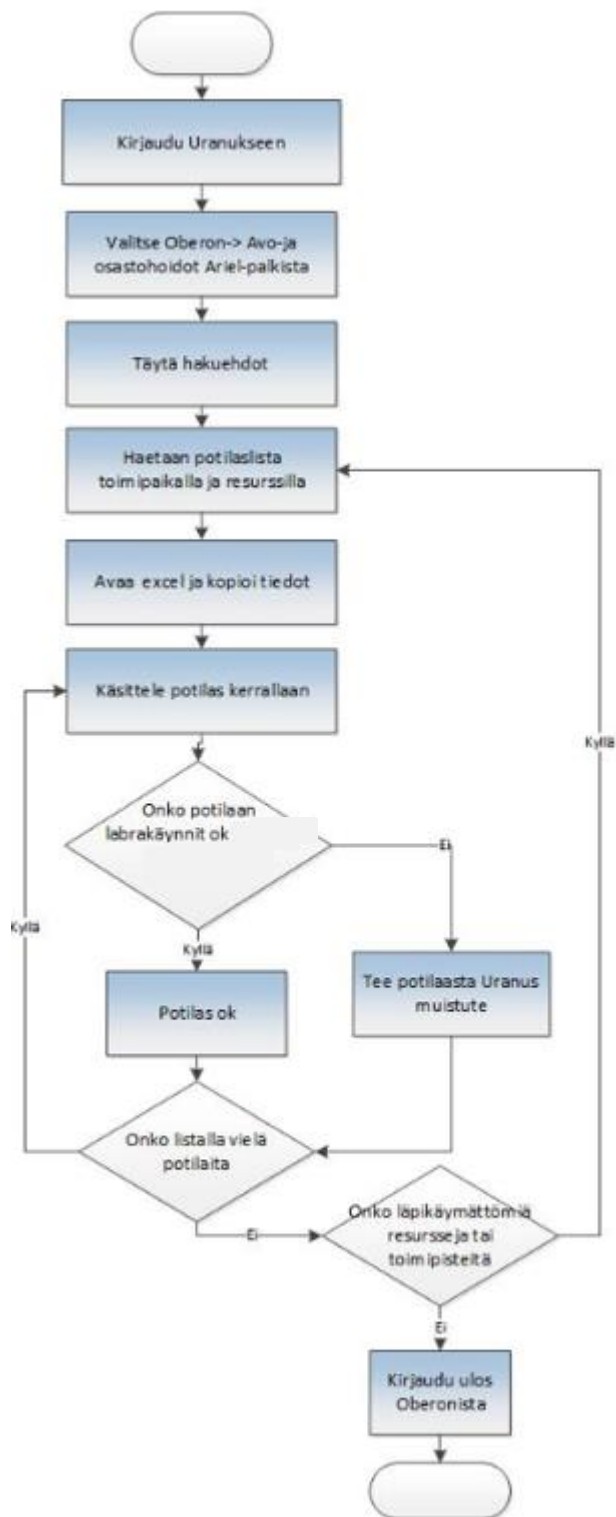 Kirjaudu Uranukseen
Valitse Oberon-> Avo-ja
osastohoidot Ariel-palkista
Täytä hakuehdot
Haetaan potilaslista
toimipaikalla ja resurssilla
Avaa excel ja kopioi tiedot
Käsittele potilas kerrallaan
Kyllä
Onko potilaan
labrakäynnit ok
Ei
Kyllä
Kyllä
Potilas ok
Tee potilaasta Uranus
muistute
Onko listalla vielä
potilaita
Ei
Onko läpikäymättömiä
resursseja tai
toimipisteitä
Ei
Kirjaudu ulos
Oberonista